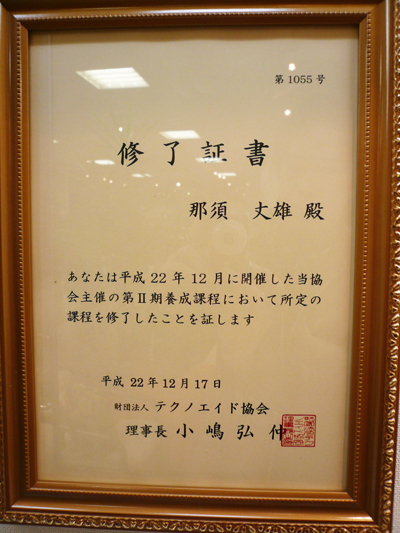 第1055号
修了証書
那須 丈雄 殿
あなたは平成22年12月に開催した当協
会主催の第Ⅱ期養成課程において所定の
課程を修了したことを証します
平成 22年12月17日
財団法人 テクノエイド協会
理事長 小嶋弘仲